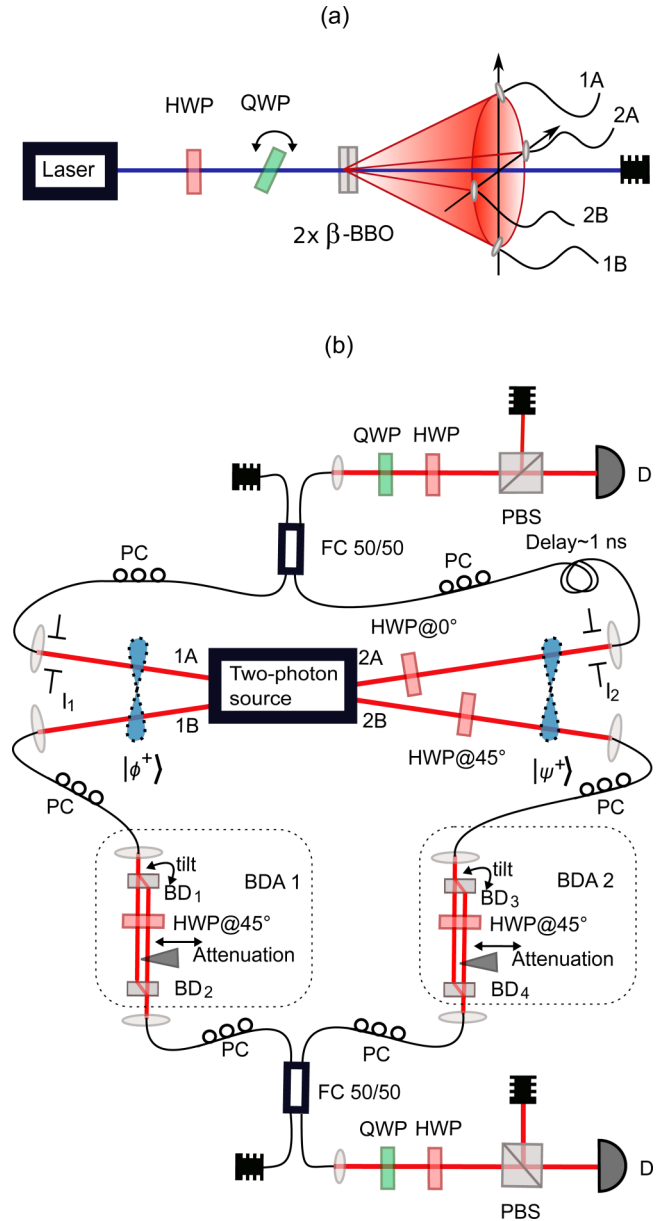 (a)
HWP
QWP
Laser
2x β-BBO
1A
2A
2B
1B
(b)
QWP
HWP
D
PBS
FC 50/50
PC
PC
Delay~1 ns
HWP@0°
1A
2A
Two-photon
source
I₁
I₂
1B
2B
HWP@45°
|ϕ⁺⟩
|ψ⁺⟩
PC
PC
tilt
BDA 1
BD₁
HWP@45°
Attenuation
BD₂
tilt
BDA 2
BD₃
HWP@45°
Attenuation
BD₄
PC
PC
FC 50/50
QWP
HWP
D
PBS